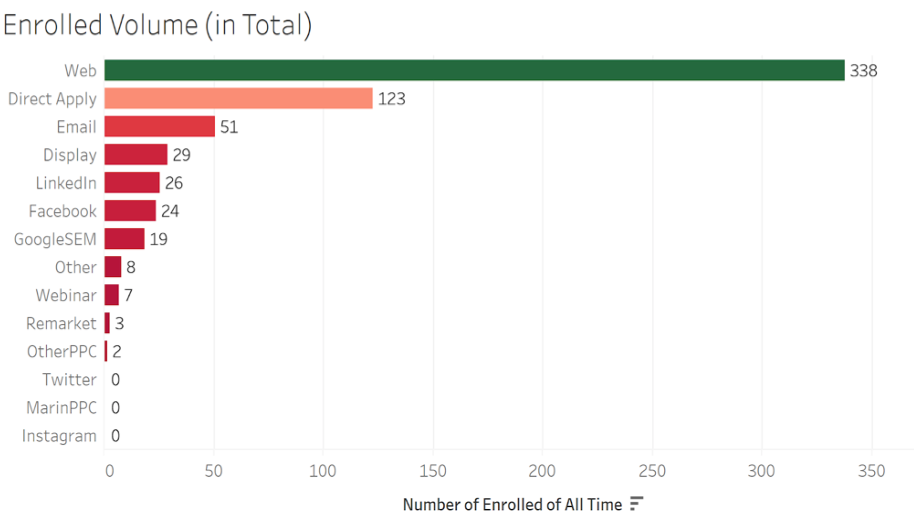 Enrolled Volume (in Total)
Web 338
Direct Apply 123
Email 51
Display 29
LinkedIn 26
Facebook 24
GoogleSEM 19
Other 8
Webinar 7
Remarket 3
OtherPPC 2
Twitter 0
MarinPPC 0
Instagram 0
0 50 100 150 200 250 300 350
Number of Enrolled of All Time